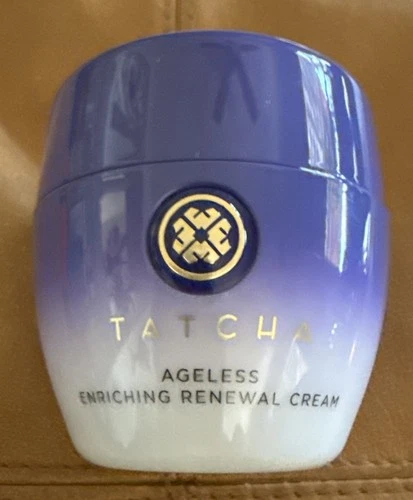 TATCHA
AGELESS
ENRICHING RENEWAL CREAM